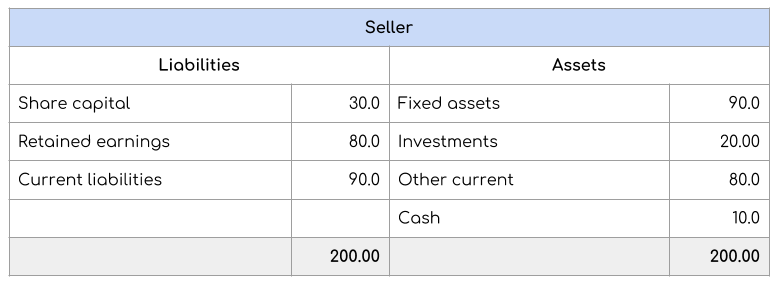 Seller
Liabilities Assets
Share capital 30.0 Fixed assets 90.0
Retained earnings 80.0 Investments 20.00
Current liabilities 90.0 Other current 80.0
Cash 10.0
200.00 200.00